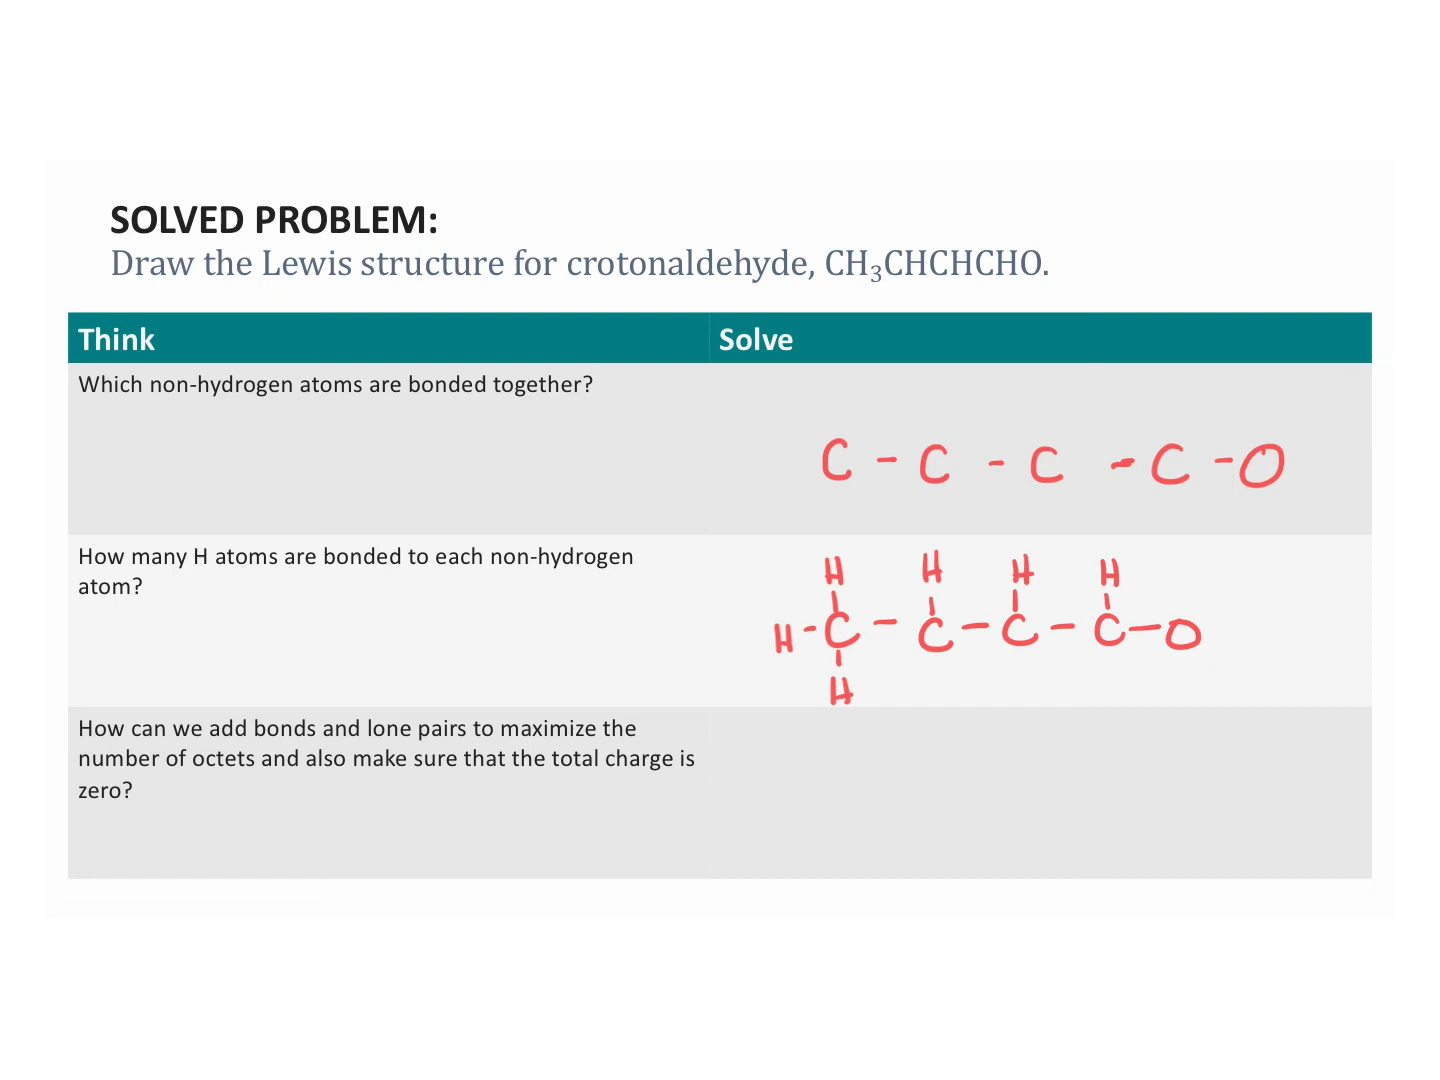 SOLVED PROBLEM:
Draw the Lewis structure for crotonaldehyde, CH₃CHCHCHO.
Think
Solve
Which non-hydrogen atoms are bonded together?
C - C - C - C - O
How many H atoms are bonded to each non-hydrogen
atom?
H H H H
H - C - C - C - C - O
H
How can we add bonds and lone pairs to maximize the
number of octets and also make sure that the total charge is
zero?